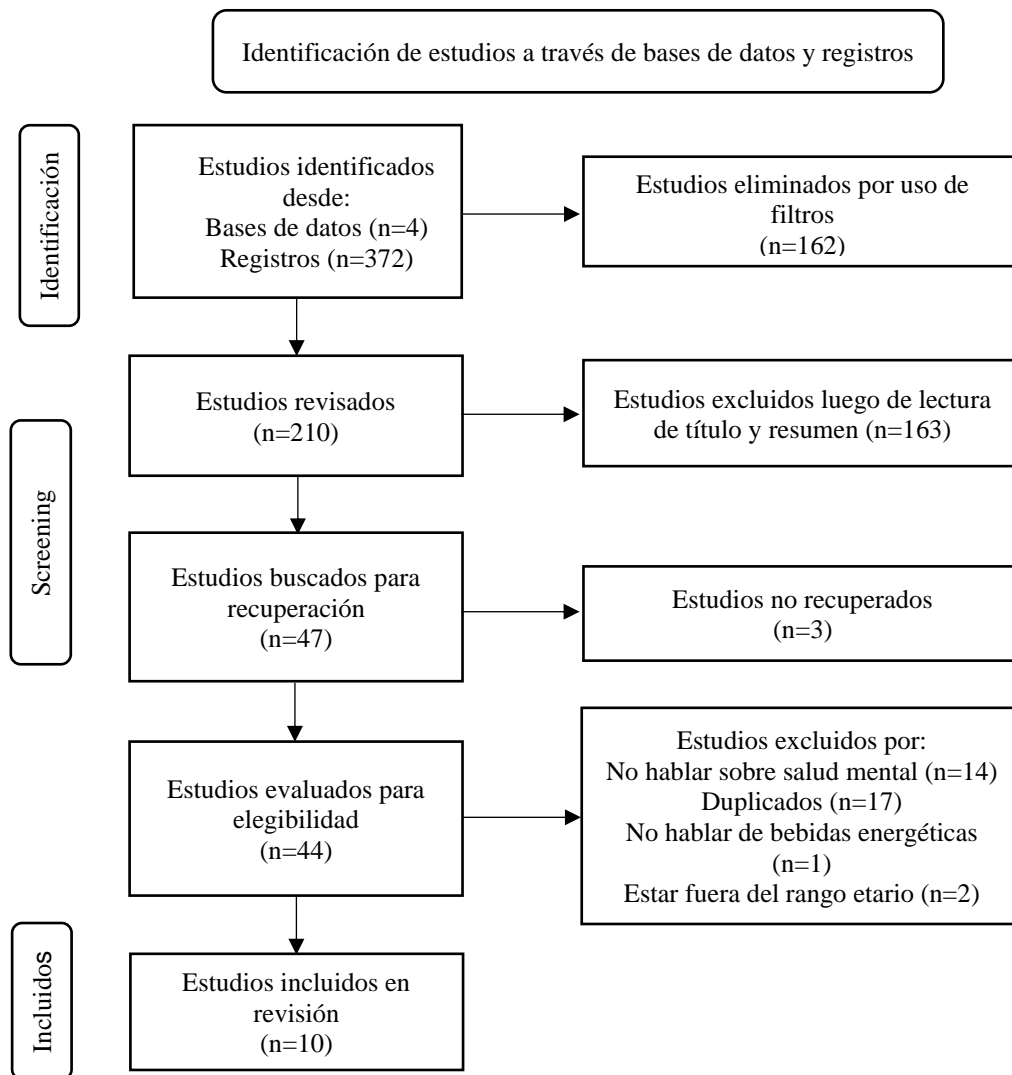 Identificación de estudios a través de bases de datos y registros
Identificación
Estudios identificados
desde:
Bases de datos (n=4)
Registros (n=372)
Estudios eliminados por uso de
filtros
(n=162)
Screening
Estudios revisados
(n=210)
Estudios excluidos luego de lectura
de título y resumen (n=163)
Estudios buscados para
recuperación
(n=47)
Estudios no recuperados
(n=3)
Estudios evaluados para
elegibilidad
(n=44)
Estudios excluidos por:
No hablar sobre salud mental (n=14)
Duplicados (n=17)
No hablar de bebidas energéticas
(n=1)
Estar fuera del rango etario (n=2)
Incluidos
Estudios incluidos en
revisión
(n=10)